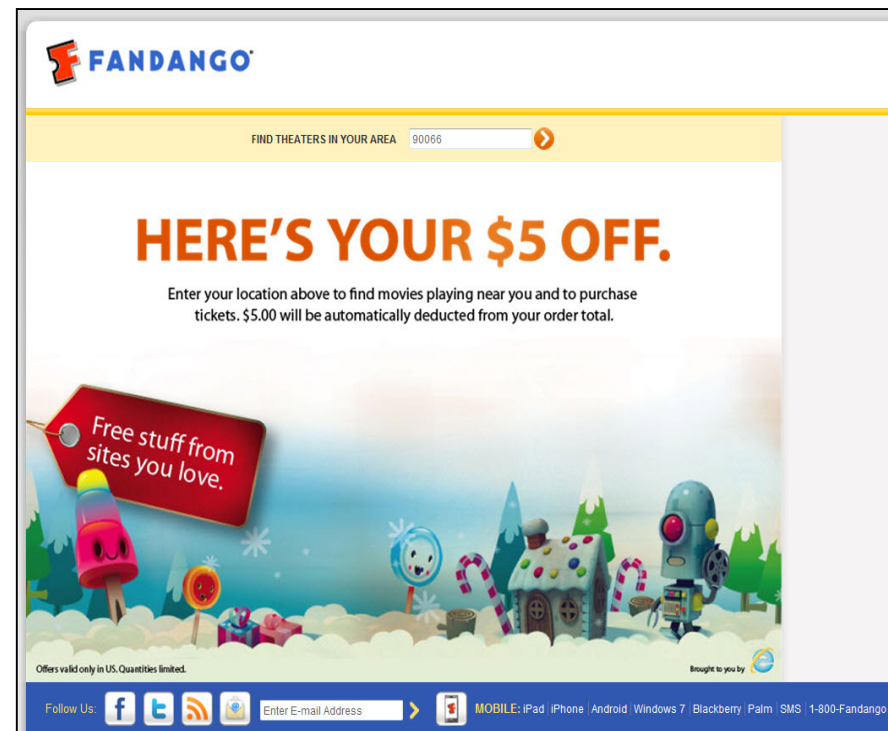 FANDANGO
FIND THEATERS IN YOUR AREA 90066
HERE'S YOUR $5 OFF.
Enter your location above to find movies playing near you and to purchase
tickets. $5.00 will be automatically deducted from your order total.
Free stuff from
sites you love.
Offers valid only in US. Quantities limited.
Brought to you by
Follow Us: Enter E-mail Address MOBILE: iPad | iPhone | Android | Windows 7 | Blackberry | Palm | SMS | 1-800-Fandango